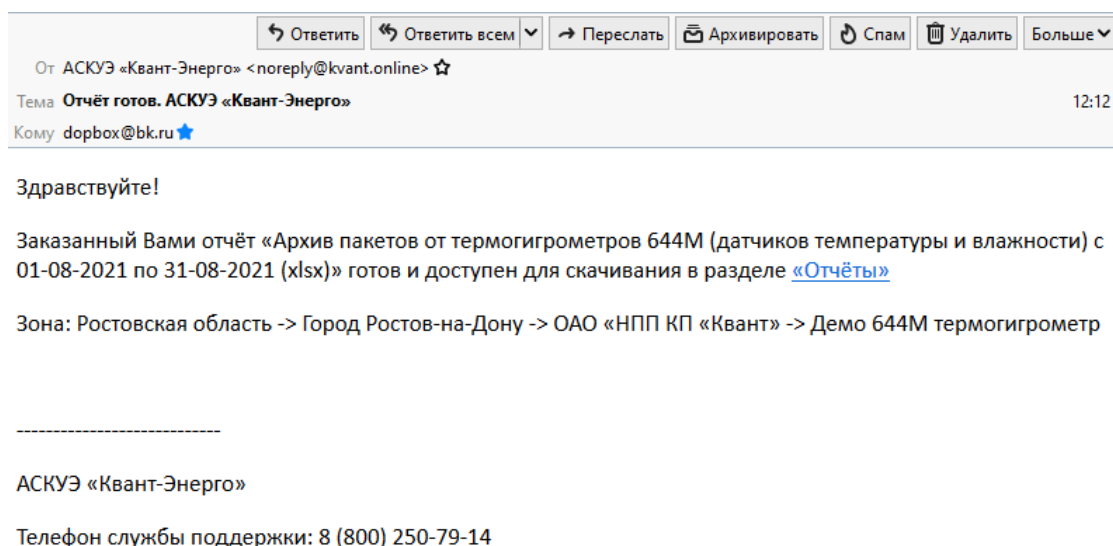 Ответить Ответить всем Переслать Архивировать Спам Удалить Больше
От АСКУЭ «Квант-Энерго» <noreply@kvant.online>
Тема Отчёт готов. АСКУЭ «Квант-Энерго» 12:12
Кому dopbox@bk.ru
Здравствуйте!
Заказанный Вами отчёт «Архив пакетов от термогигрометров 644М (датчиков температуры и влажности) с
01-08-2021 по 31-08-2021 (xlsx)» готов и доступен для скачивания в разделе «Отчёты»
Зона: Ростовская область -> Город Ростов-на-Дону -> ОАО «НПП КП «Квант» -> Демо 644М термогигрометр
----------------------------
АСКУЭ «Квант-Энерго»
Телефон службы поддержки: 8 (800) 250-79-14